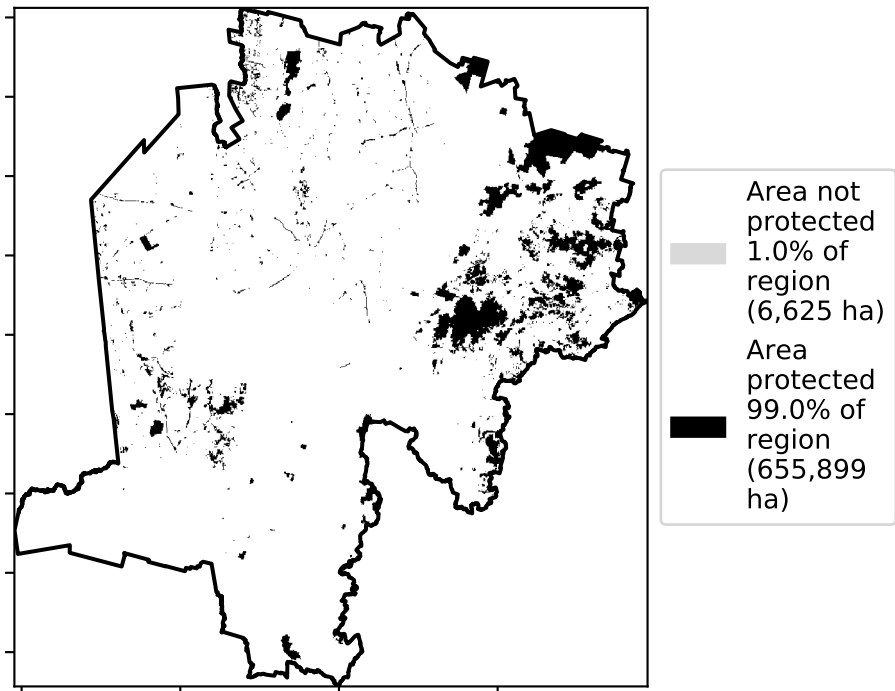 Area not
protected
1.0% of
region
(6,625 ha)
Area
protected
99.0% of
region
(655,899
ha)